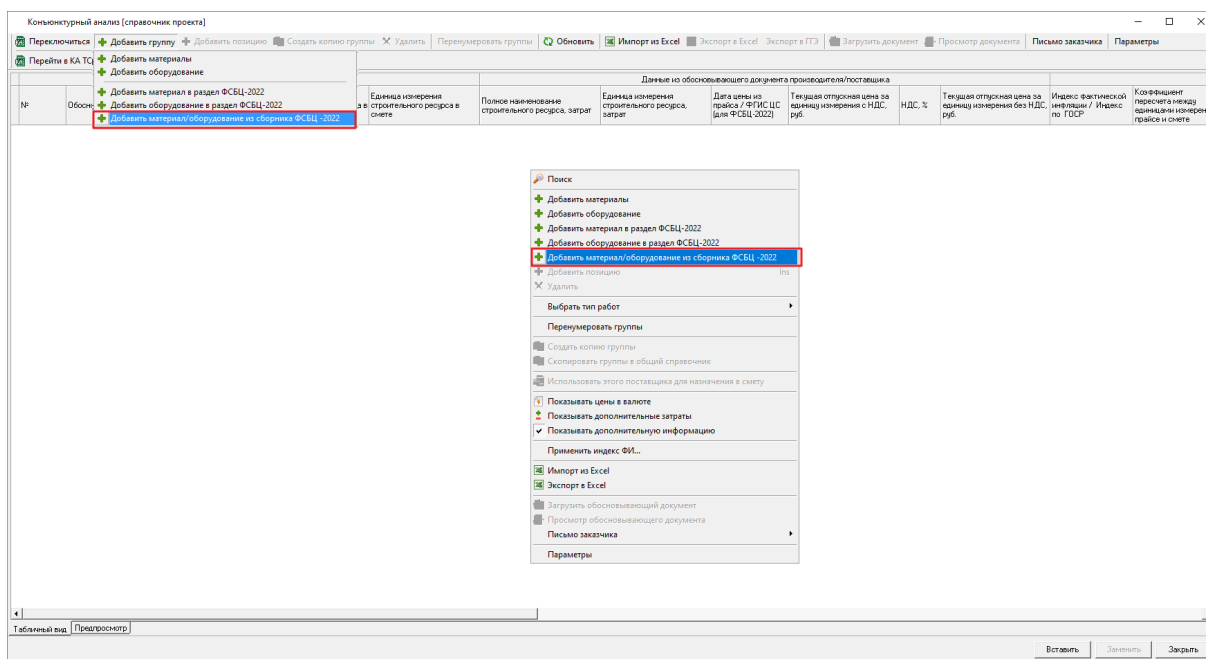 Конъюнктурный анализ [справочник проекта]
Переключиться Добавить группу Добавить позицию Создать копию группы Удалить Перенумеровать группы Обновить Импорт из Excel Экспорт в Excel Экспорт в ГГЭ Загрузить документ Просмотр документа Письмо заказчика Параметры
Перейти в КА ТС
Добавить материалы
Добавить оборудование
Добавить материал в раздел ФСБЦ-2022
Добавить оборудование в раздел ФСБЦ-2022
Добавить материал/оборудование из сборника ФСБЦ -2022
Данные из обосновывающего документа производителя/поставщика
№
Обосн
в
Единица измерения
строительного ресурса в
смете
Полное наименование
строительного ресурса, затрат
Единица измерения
строительного ресурса,
затрат
Дата цены из
прайса / ФГИС ЦС
(для ФСБЦ-2022)
Текущая отпускная цена за
единицу измерения с НДС,
руб.
НДС, %
Текущая отпускная цена за
единицу измерения без НДС,
руб.
Индекс фактической
инфляции / Индекс
по ГОСР
Коэффициент
пересчета между
единицами измерен
прайсе и смете
Поиск
Добавить материалы
Добавить оборудование
Добавить материал в раздел ФСБЦ-2022
Добавить оборудование в раздел ФСБЦ-2022
Добавить материал/оборудование из сборника ФСБЦ -2022
Добавить позицию Ins
Удалить
Выбрать тип работ
Перенумеровать группы
Создать копию группы
Скопировать группы в общий справочник
Использовать этого поставщика для назначения в смету
Показывать цены в валюте
Показывать дополнительные затраты
Показывать дополнительную информацию
Применить индекс ФИ...
Импорт из Excel
Экспорт в Excel
Загрузить обосновывающий документ
Просмотр обосновывающего документа
Письмо заказчика
Параметры
Табличный вид Предпросмотр
Вставить Заменить Закрыть